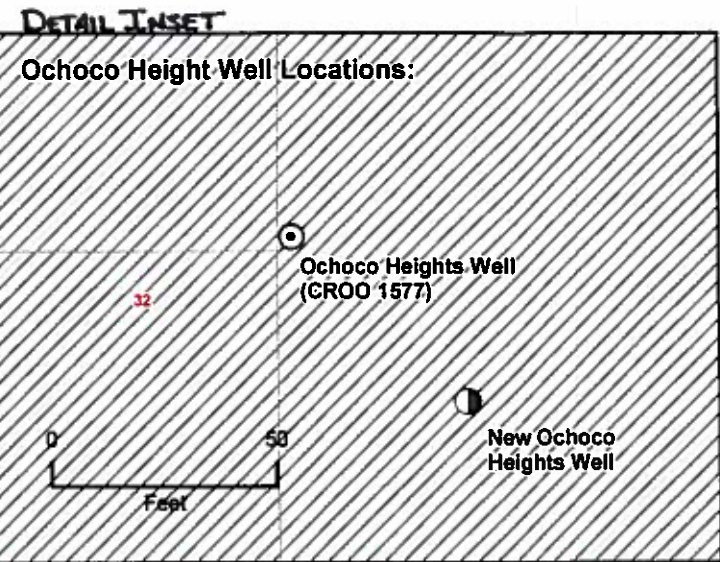 DETAIL INSET
Ochoco Height Well Locations:
Ochoco Heights Well
(CROO 1577)
32
0 50
Feet
New Ochoco
Heights Well